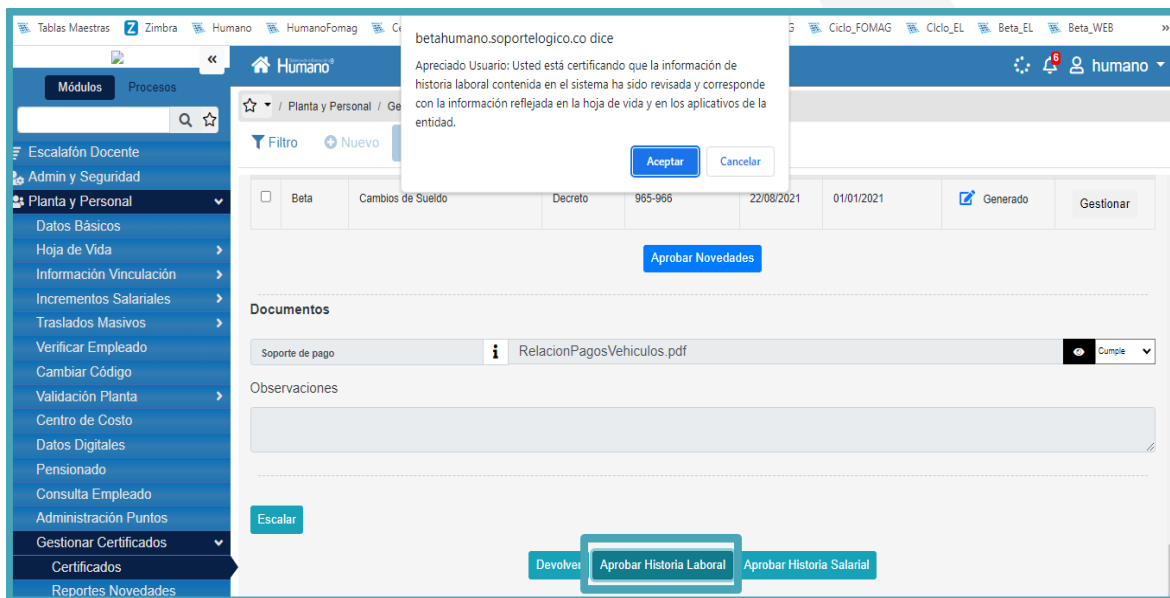 Tablas Maestras
Zimbra
Humano
HumanoFomag
Ciclo_FOMAG
Ciclo_EL
Beta_EL
Beta_WEB
»
betahumano.soportelogico.co dice
Apreciado Usuario: Usted está certificando que la información de
historia laboral contenida en el sistema ha sido revisada y corresponde
con la información reflejada en la hoja de vida y en los aplicativos de la
entidad.
Aceptar
Cancelar
«
Módulos
Procesos
Humano
6
humano
/ Planta y Personal / Ge
Filtro
Nuevo
Escalafón Docente
Admin y Seguridad
Planta y Personal
Datos Básicos
Hoja de Vida
Información Vinculación
Incrementos Salariales
Traslados Masivos
Verificar Empleado
Cambiar Código
Validación Planta
Centro de Costo
Datos Digitales
Pensionado
Consulta Empleado
Administración Puntos
Gestionar Certificados
Certificados
Reportes Novedades
Beta
Cambios de Sueldo
Decreto
965-966
22/08/2021
01/01/2021
Generado
Gestionar
Aprobar Novedades
Documentos
Soporte de pago
i
RelacionPagosVehiculos.pdf
Cumple
Observaciones
Escalar
Devolver
Aprobar Historia Laboral
Aprobar Historia Salarial